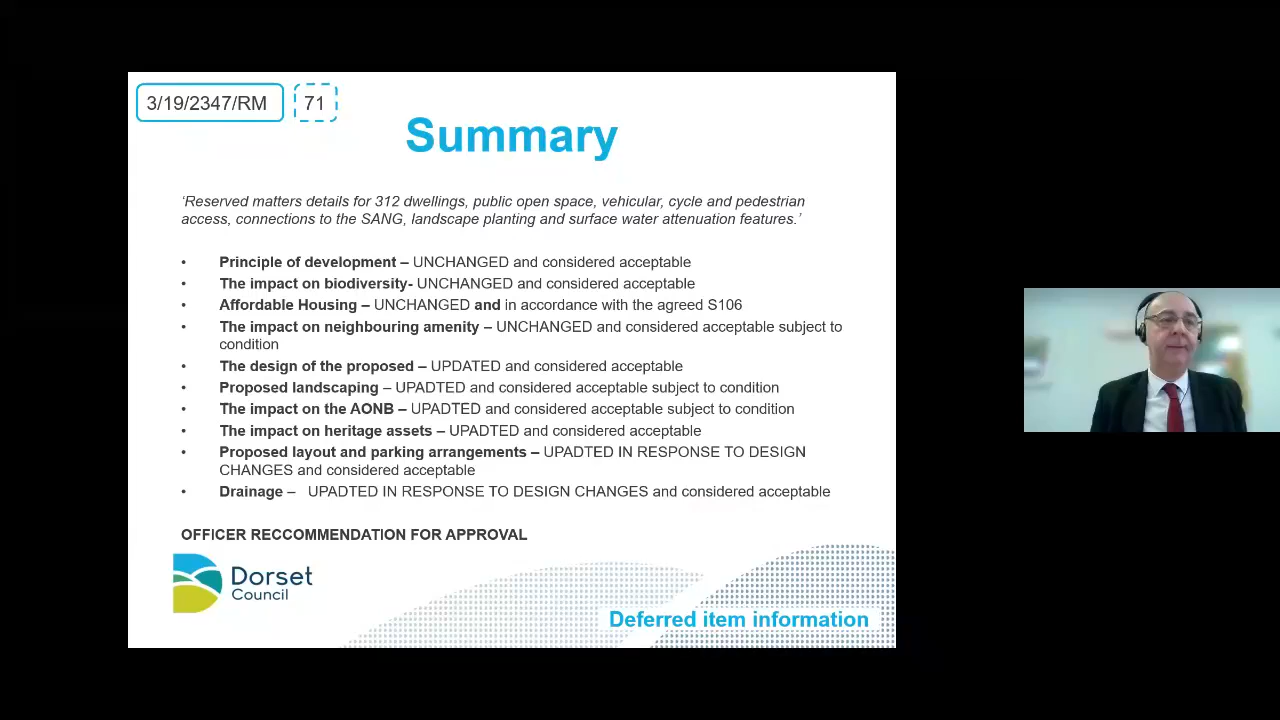 3/19/2347/RM 71
Summary
‘Reserved matters details for 312 dwellings, public open space, vehicular, cycle and pedestrian
access, connections to the SANG, landscape planting and surface water attenuation features.’
• Principle of development – UNCHANGED and considered acceptable
• The impact on biodiversity- UNCHANGED and considered acceptable
• Affordable Housing – UNCHANGED and in accordance with the agreed S106
• The impact on neighbouring amenity – UNCHANGED and considered acceptable subject to
condition
• The design of the proposed – UPDATED and considered acceptable
• Proposed landscaping – UPADTED and considered acceptable subject to condition
• The impact on the AONB – UPADTED and considered acceptable subject to condition
• The impact on heritage assets – UPADTED and considered acceptable
• Proposed layout and parking arrangements – UPADTED IN RESPONSE TO DESIGN
CHANGES and considered acceptable
• Drainage – UPADTED IN RESPONSE TO DESIGN CHANGES and considered acceptable
OFFICER RECCOMMENDATION FOR APPROVAL
Dorset
Council
Deferred item information